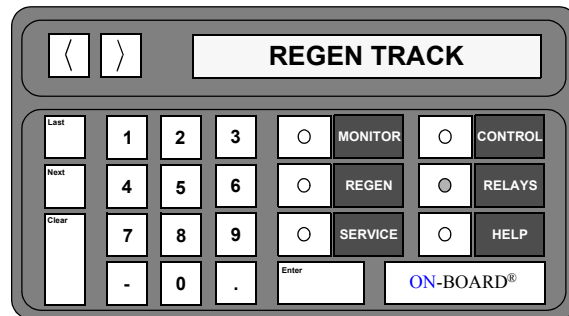 〈 〉 REGEN TRACK
Last 1 2 3 MONITOR CONTROL
Next 4 5 6 REGEN RELAYS
Clear 7 8 9 SERVICE HELP
- 0 . Enter ON-BOARD®